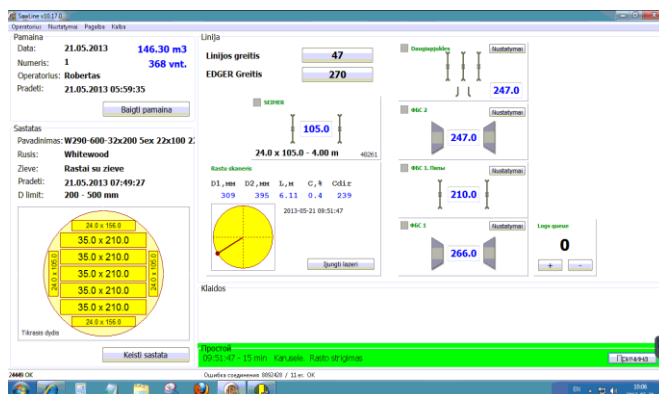 SawLine v10.17.0
Operatorius Nustatymai Pagalba Kalba
Pamaina
Data: 21.05.2013 146.30 m3
Numeris: 1 368 vnt.
Operatorius: Robertas
Pradeti: 21.05.2013 05:59:35
Baigti pamaina
Sastatas
Pavadinimas: W290-600-32x200 5ex 22x100 2
Rusis: Whitewood
Zieve: Rastai su zieve
Pradeti: 21.05.2013 07:49:27
D limit: 200 - 500 mm
24.0 x 156.0
35.0 x 210.0
35.0 x 210.0
24.0 x 105.0
35.0 x 210.0
24.0 x 105.0
35.0 x 210.0
35.0 x 210.0
24.0 x 156.0
Tikrasis dydis
Keisti sastata
Linija
Linijos greitis 47
EDGER Greitis 270
105.0
24.0 x 105.0 - 4.00 m 48261
Rastu skaneris
D1,мм D2,мм L,м C,% Cdir
309 395 6.11 0.4 239
2013-05-21 09:51:47
Ijungti lazeri
Daugiapjukles Nustatymai
247.0
ФБС 2 Nustatymai
247.0
ФБС 1. Пилы Nustatymai
210.0
ФБС 1 Nustatymai
266.0
Logs queue
0
+ -
Klaidos
Простой
09:51:47 - 15 min Karusele. Rasto strigimas
Причина
24449 OK
Ошибка соединения: 8892428 / 11 ис. OK
EN
10:06